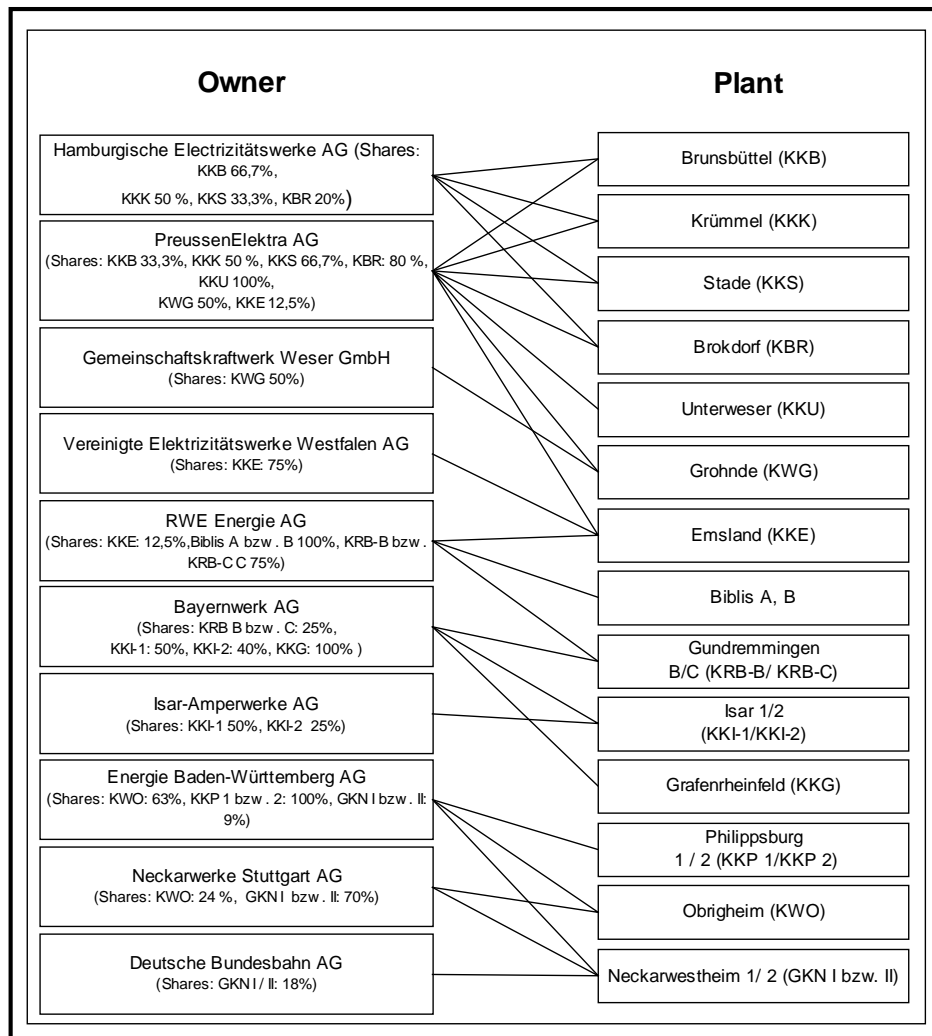 Owner
Hamburgische Electrizitätswerke AG (Shares:
KKB 66,7%,
KKK 50 %, KKS 33,3%, KBR 20%)
PreussenElektra AG
(Shares: KKB 33,3%, KKK 50 %, KKS 66,7%, KBR: 80 %,
KKU 100%,
KWG 50%, KKE 12,5%)
Gemeinschaftskraftwerk Weser GmbH
(Shares: KWG 50%)
Vereinigte Elektrizitätswerke Westfalen AG
(Shares: KKE: 75%)
RWE Energie AG
(Shares: KKE: 12,5%,Biblis A bzw. B 100%, KRB-B bzw.
KRB-C C 75%)
Bayernwerk AG
(Shares: KRB B bzw. C: 25%,
KKI-1: 50%, KKI-2: 40%, KKG: 100% )
Isar-Amperwerke AG
(Shares: KKI-1 50%, KKI-2 25%)
Energie Baden-Württemberg AG
(Shares: KWO: 63%, KKP 1 bzw. 2: 100%, GKN I bzw. II:
9%)
Neckarwerke Stuttgart AG
(Shares: KWO: 24 %, GKN I bzw. II: 70%)
Deutsche Bundesbahn AG
(Shares: GKN I / II: 18%)
Plant
Brunsbüttel (KKB)
Krümmel (KKK)
Stade (KKS)
Brokdorf (KBR)
Unterweser (KKU)
Grohnde (KWG)
Emsland (KKE)
Biblis A, B
Gundremmingen
B/C (KRB-B/ KRB-C)
Isar 1/2
(KKI-1/KKI-2)
Grafenrheinfeld (KKG)
Philippsburg
1 / 2 (KKP 1/KKP 2)
Obrigheim (KWO)
Neckarwestheim 1/ 2 (GKN I bzw. II)